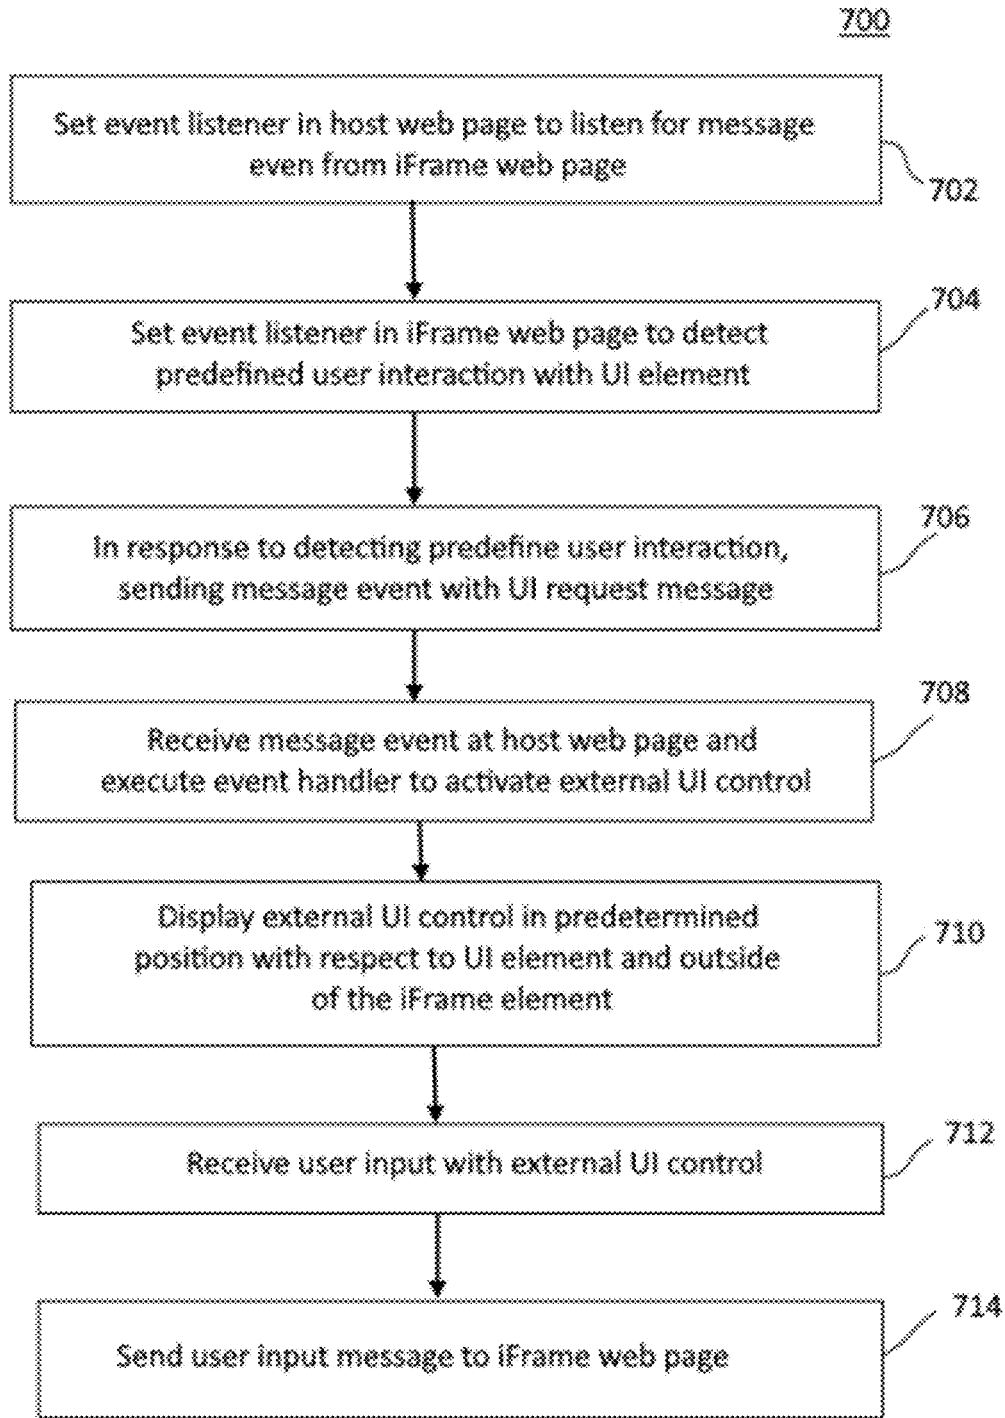 700
Set event listener in host web page to listen for message
even from iFrame web page
702
704
Set event listener in iFrame web page to detect
predefined user interaction with UI element
706
In response to detecting predefine user interaction,
sending message event with UI request message
708
Receive message event at host web page and
execute event handler to activate external UI control
Display external UI control in predetermined
position with respect to UI element and outside
of the iFrame element
710
712
Receive user input with external UI control
714
Send user input message to iFrame web page